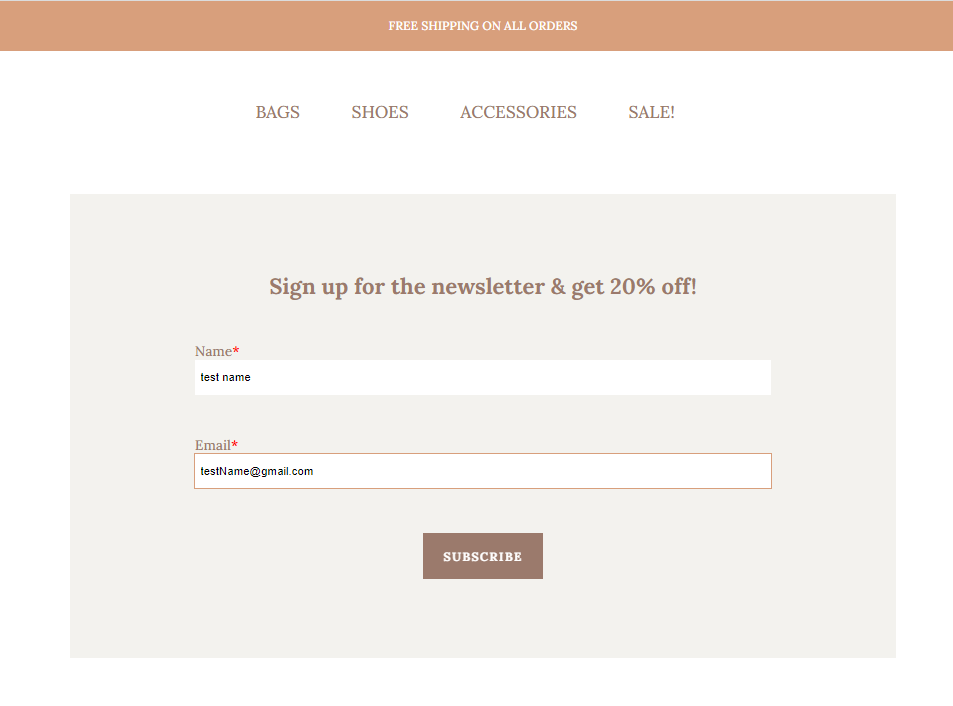 FREE SHIPPING ON ALL ORDERS
BAGS SHOES ACCESSORIES SALE!
Sign up for the newsletter & get 20% off!
Name*
test name
Email*
testName@gmail.com
SUBSCRIBE